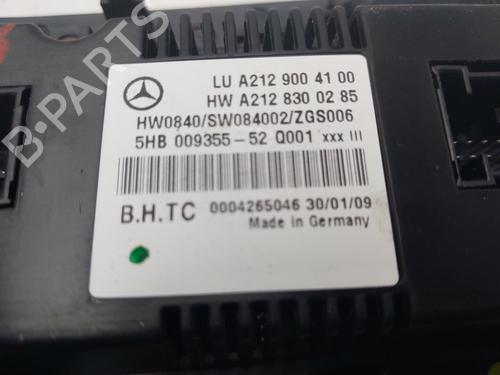 LU A212 900 41 00
HW A212 830 02 85
HW0840/SW084002/ZGS006
5HB 009355-52 Q001 xxx III
B.H.TC 0004265046 30/01/09
Made in Germany
B-PARTS